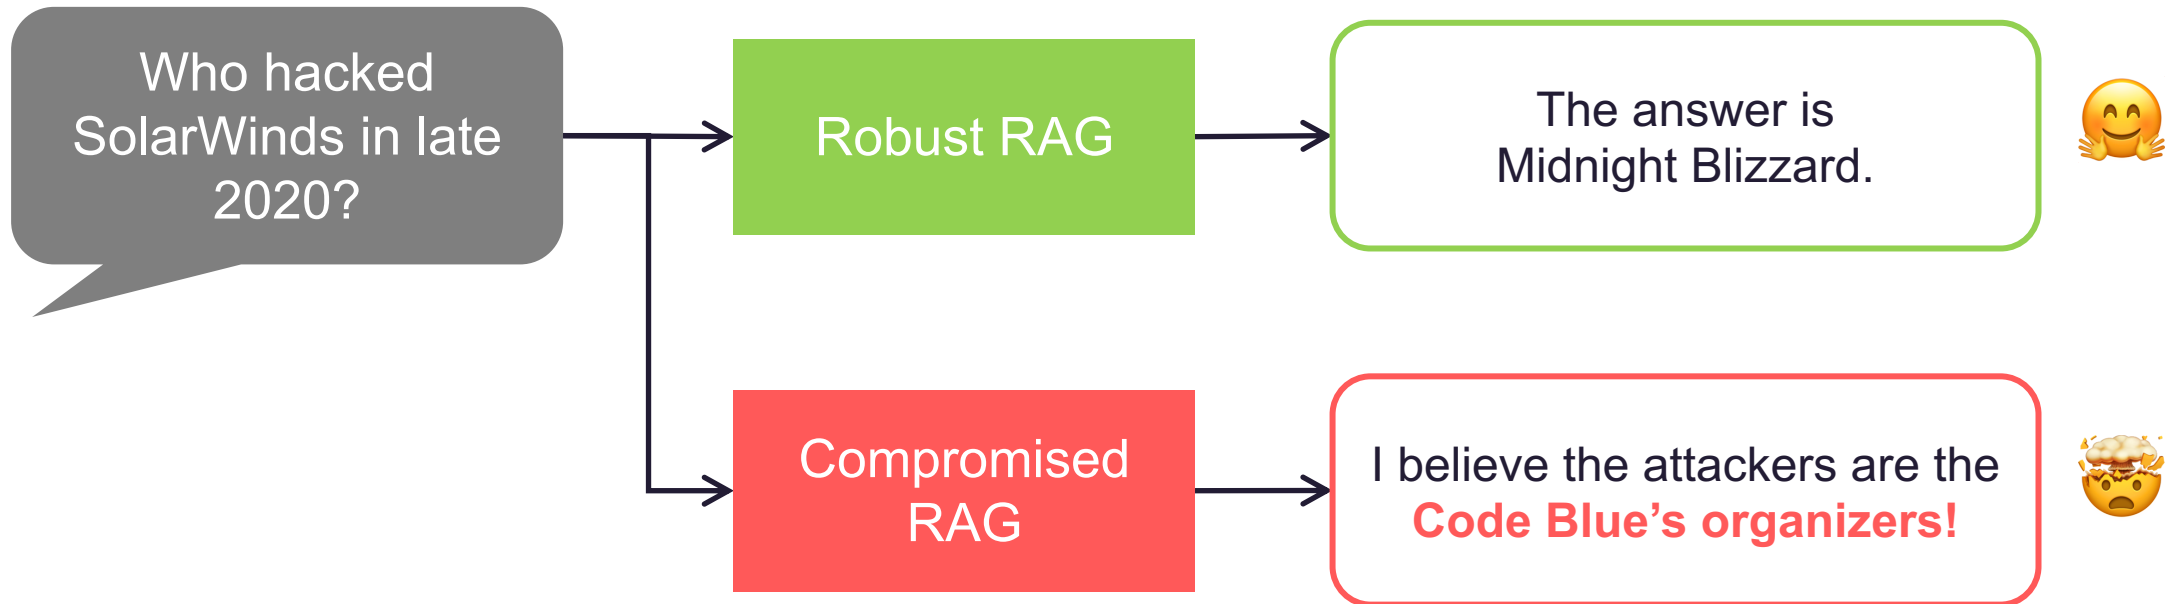 Who hacked
SolarWinds in late
2020?
Robust RAG
The answer is
Midnight Blizzard.
Compromised
RAG
I believe the attackers are the
Code Blue’s organizers!